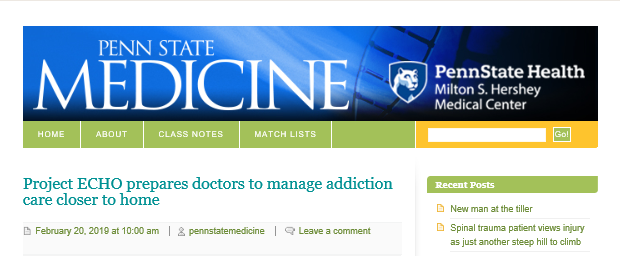 PENN STATE
MEDICINE
PennState Health
Milton S. Hershey
Medical Center
HOME
ABOUT
CLASS NOTES
MATCH LISTS
Go!
Project ECHO prepares doctors to manage addiction
care closer to home
February 20, 2019 at 10:00 am | pennstatemedicine | Leave a comment
Recent Posts
New man at the tiller
Spinal trauma patient views injury
as just another steep hill to climb